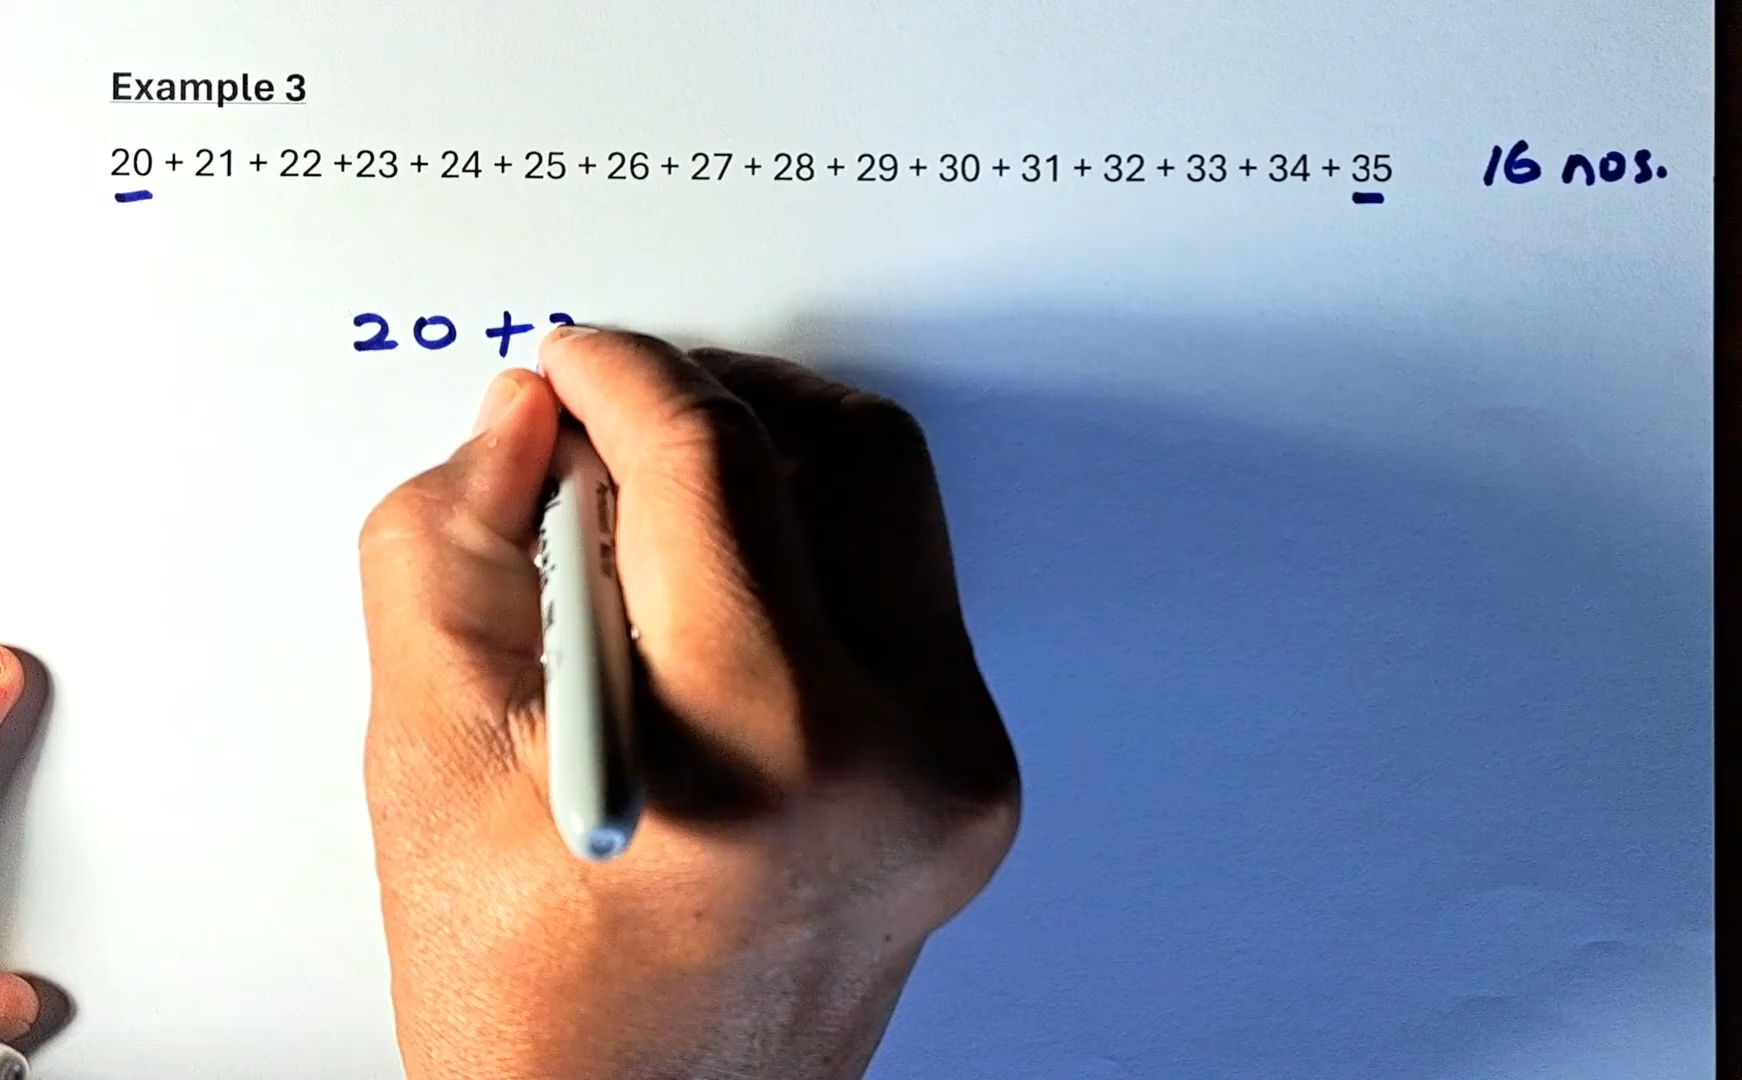 Example 3
20 + 21 + 22 +23 + 24 + 25 + 26 + 27 + 28 + 29 + 30 + 31 + 32 + 33 + 34 + 35 16 nos.
20 +